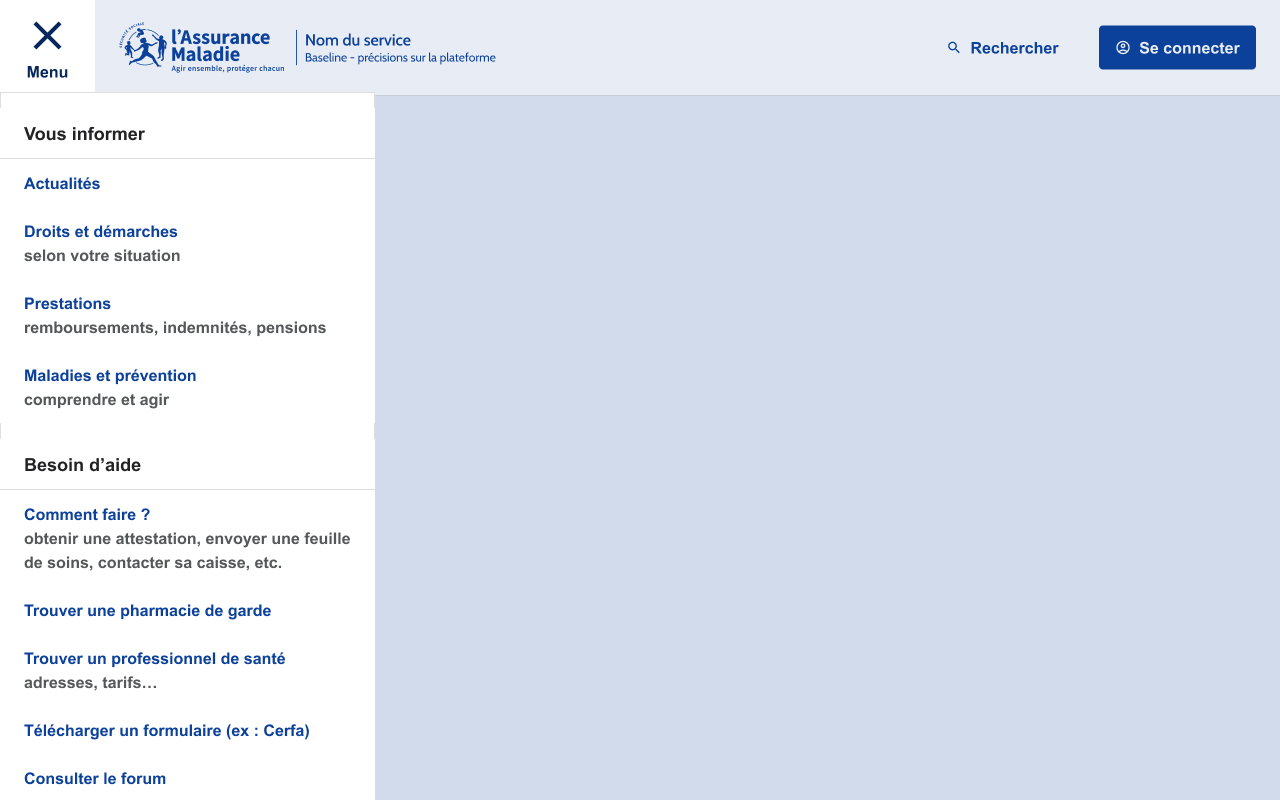 Menu
SÉCURITÉ SOCIALE
l'Assurance
Maladie
Agir ensemble, protéger chacun
Nom du service
Baseline - précisions sur la plateforme
Rechercher
Se connecter
Vous informer
Actualités
Droits et démarches
selon votre situation
Prestations
remboursements, indemnités, pensions
Maladies et prévention
comprendre et agir
Besoin d’aide
Comment faire ?
obtenir une attestation, envoyer une feuille
de soins, contacter sa caisse, etc.
Trouver une pharmacie de garde
Trouver un professionnel de santé
adresses, tarifs…
Télécharger un formulaire (ex : Cerfa)
Consulter le forum